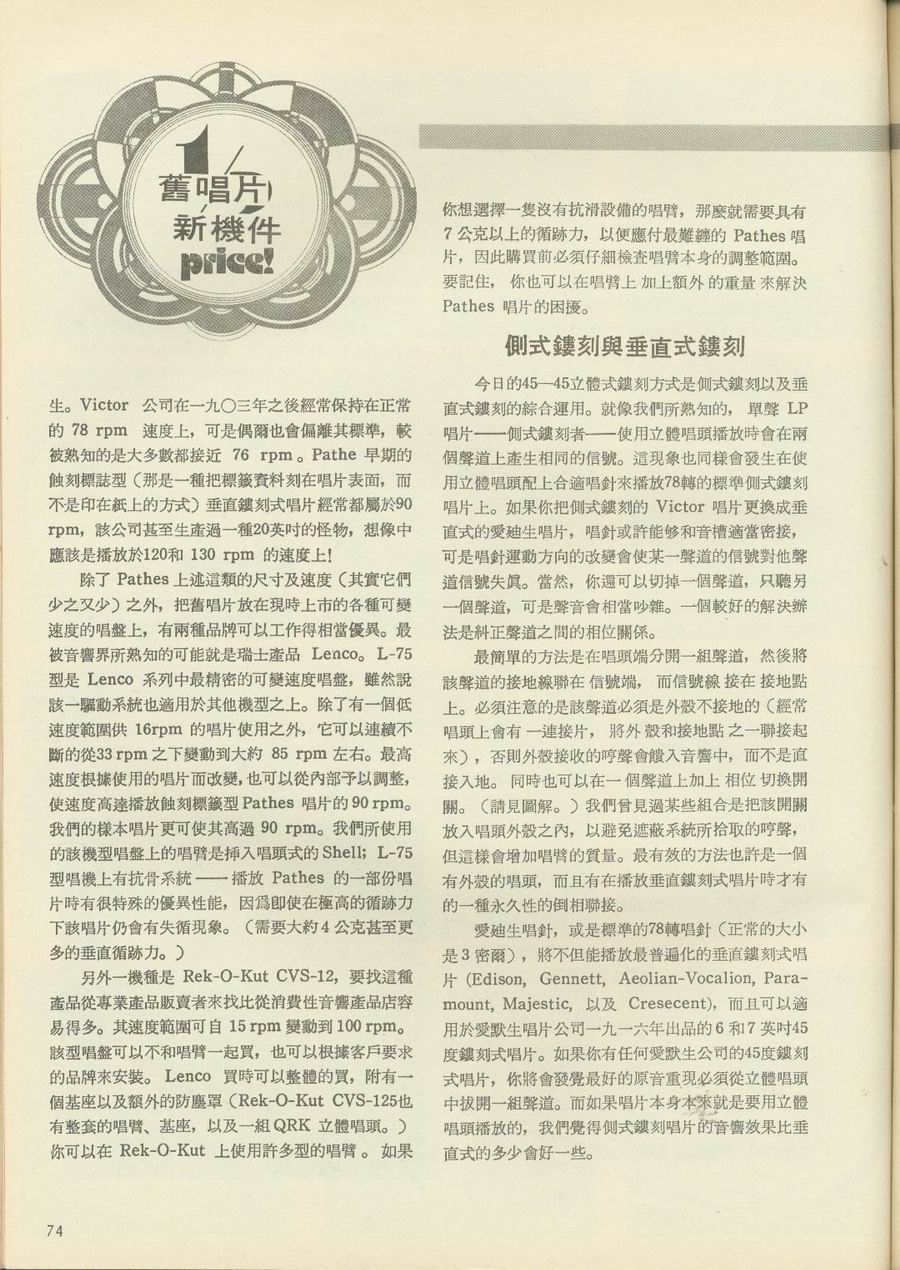 1/
舊唱片
新機件
price!
生。Victor 公司在一九〇三年之後經常保持在正常
的 78 rpm 速度上，可是偶爾也會偏離其標準，較
被熟知的是大多數都接近 76 rpm。Pathe 早期的
蝕刻標誌型（那是一種把標籤資料刻在唱片表面，而
不是印在紙上的方式）垂直鏤刻式唱片經常都屬於90
rpm，該公司甚至生產過一種20英吋的怪物，想像中
應該是播放於120和 130 rpm 的速度上！
除了 Pathes 上述這類的尺寸及速度（其實它們
少之又少）之外，把舊唱片放在現時上市的各種可變
速度的唱盤上，有兩種品牌可以工作得相當優異。最
被音響界所熟知的可能就是瑞士產品 Lenco。L-75
型是 Lenco 系列中最精密的可變速度唱盤，雖然說
該一驅動系統也適用於其他機型之上。除了有一個低
速度範圍供 16rpm 的唱片使用之外，它可以連續不
斷的從33 rpm 之下變動到大約 85 rpm 左右。最高
速度根據使用的唱片而改變，也可以從內部予以調整，
使速度高達播放蝕刻標籤型 Pathes 唱片的 90 rpm。
我們的樣本唱片更可使其高過 90 rpm。我們所使用
的該機型唱盤上的唱臂是揷入唱頭式的 Shell；L-75
型唱機上有抗骨系統——播放 Pathes 的一部份唱
片時有很特殊的優異性能，因爲卽使在極高的循跡力
下該唱片仍會有失循現象。（需要大約 4 公克甚至更
多的垂直循跡力。）
另外一機種是 Rek-O-Kut CVS-12，要找這種
產品從專業產品販賣者來找比從消費性音響產品店容
易得多。其速度範圍可自 15 rpm 變動到 100 rpm。
該型唱盤可以不和唱臂一起買，也可以根據客戶要求
的品牌來安裝。 Lenco 買時可以整體的買，附有一
個基座以及額外的防塵罩（Rek-O-Kut CVS-125也
有整套的唱臂、基座，以及一組 QRK 立體唱頭。）
你可以在 Rek-O-Kut 上使用許多型的唱臂。 如果
你想選擇一隻沒有抗滑設備的唱臂，那麽就需要具有
7 公克以上的循跡力，以便應付最難纏的 Pathes 唱
片，因此購買前必須仔細檢查唱臂本身的調整範圍。
要記住， 你也可以在唱臂上 加上額外 的重量 來解決
Pathes 唱片的困擾。
側式鏤刻與垂直式鏤刻
今日的45—45立體式鏤刻方式是側式鏤刻以及垂
直式鏤刻的綜合運用。就像我們所熟知的， 單聲 LP
唱片——側式鏤刻者——使用立體唱頭播放時會在兩
個聲道上產生相同的信號。這現象也同樣會發生在使
用立體唱頭配上合適唱針來播放78轉的標準側式鏤刻
唱片上。如果你把側式鏤刻的 Victor 唱片更換成垂
直式的愛廸生唱片，唱針或許能够和音槽適當密接，
可是唱針運動方向的改變會使某一聲道的信號對他聲
道信號失眞。當然，你還可以切掉一個聲道，只聽另
一個聲道，可是聲音會相當吵雜。一個較好的解決辦
法是糾正聲道之間的相位關係。
最簡單的方法是在唱頭端分開一組聲道，然後將
該聲道的接地線聯在 信號端， 而信號線 接在 接地點
上。必須注意的是該聲道必須是外殼不接地的（經常
唱頭上會有 一連接片， 將外 殼和接地點 之一聯接起
來），否則外殼接收的哼聲會饋入音響中，而不是直
接入地。 同時也可以在一 個聲道上加上 相位 切換開
關。（請見圖解。）我們曾見過某些組合是把該開關
放入唱頭外殼之內，以避免遮蔽系統所拾取的哼聲，
但這樣會增加唱臂的質量。最有效的方法也許是一個
有外殼的唱頭，而且有在播放垂直鏤刻式唱片時才有
的一種永久性的倒相聯接。
愛廸生唱針，或是標準的78轉唱針（正常的大小
是 3 密爾），將不但能播放最普遍化的垂直鏤刻式唱
片 (Edison, Gennett, Aeolian-Vocalion, Para-
mount, Majestic, 以及 Cresecent)，而且可以適
用於愛默生唱片公司一九一六年出品的 6 和 7 英吋45
度鏤刻式唱片。如果你有任何愛默生公司的45度鏤刻
式唱片，你將會發覺最好的原音重現必須從立體唱頭
中拔開一組聲道。而如果唱片本身本來就是要用立體
唱頭播放的，我們覺得側式鏤刻唱片的音響效果比垂
直式的多少會好一些。
74